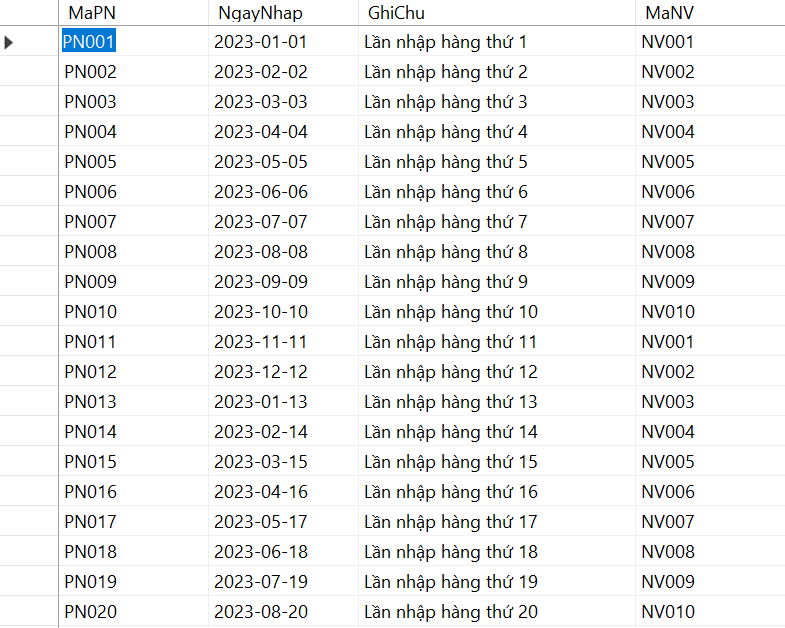 MaPN NgayNhap GhiChu MaNV
PN001 2023-01-01 Lần nhập hàng thứ 1 NV001
PN002 2023-02-02 Lần nhập hàng thứ 2 NV002
PN003 2023-03-03 Lần nhập hàng thứ 3 NV003
PN004 2023-04-04 Lần nhập hàng thứ 4 NV004
PN005 2023-05-05 Lần nhập hàng thứ 5 NV005
PN006 2023-06-06 Lần nhập hàng thứ 6 NV006
PN007 2023-07-07 Lần nhập hàng thứ 7 NV007
PN008 2023-08-08 Lần nhập hàng thứ 8 NV008
PN009 2023-09-09 Lần nhập hàng thứ 9 NV009
PN010 2023-10-10 Lần nhập hàng thứ 10 NV010
PN011 2023-11-11 Lần nhập hàng thứ 11 NV001
PN012 2023-12-12 Lần nhập hàng thứ 12 NV002
PN013 2023-01-13 Lần nhập hàng thứ 13 NV003
PN014 2023-02-14 Lần nhập hàng thứ 14 NV004
PN015 2023-03-15 Lần nhập hàng thứ 15 NV005
PN016 2023-04-16 Lần nhập hàng thứ 16 NV006
PN017 2023-05-17 Lần nhập hàng thứ 17 NV007
PN018 2023-06-18 Lần nhập hàng thứ 18 NV008
PN019 2023-07-19 Lần nhập hàng thứ 19 NV009
PN020 2023-08-20 Lần nhập hàng thứ 20 NV010